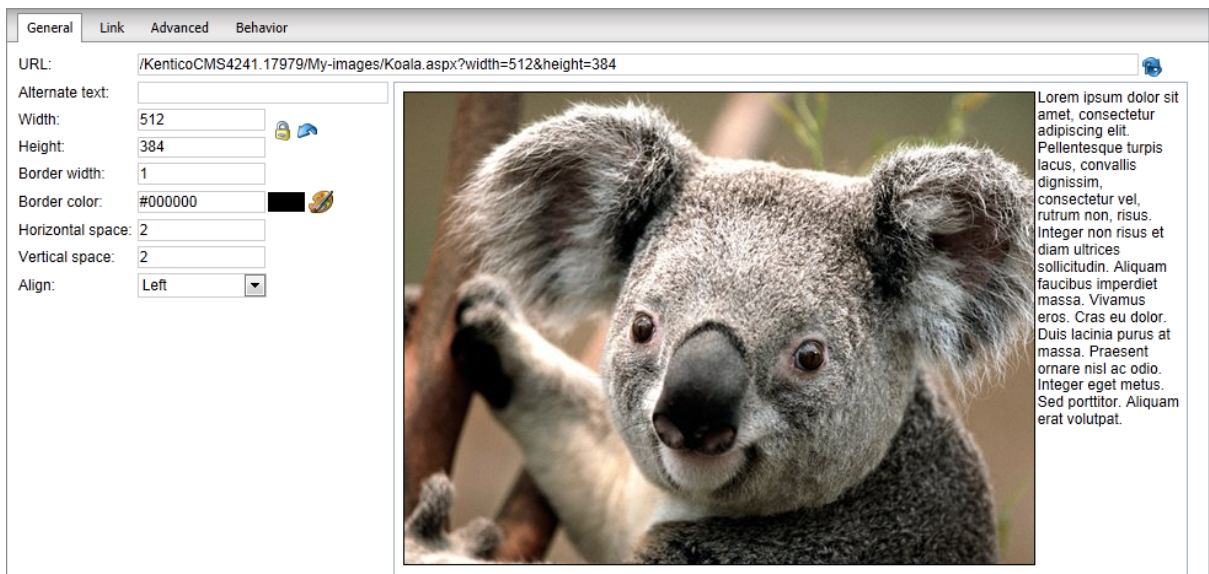 General Link Advanced Behavior
URL: /KenticoCMS4241.17979/My-images/Koala.aspx?width=512&height=384
Alternate text:
Width: 512
Height: 384
Border width: 1
Border color: #000000
Horizontal space: 2
Vertical space: 2
Align: Left
Lorem ipsum dolor sit
amet, consectetur
adipiscing elit.
Pellentesque turpis
lacus, convallis
dignissim,
consectetur vel,
rutrum non, risus.
Integer non risus et
diam ultrices
sollicitudin. Aliquam
faucibus imperdiet
massa. Vivamus
eros. Cras eu dolor.
Duis lacinia purus at
massa. Praesent
ornare nisl ac odio.
Integer eget metus.
Sed porttitor. Aliquam
erat volutpat.